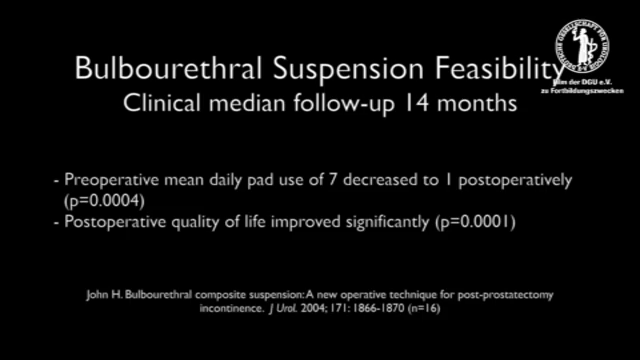 Bulbourethral Suspension Feasibility
Clinical median follow-up 14 months
Film der DGU e.V.
zu Fortbildungszwecken
- Preoperative mean daily pad use of 7 decreased to 1 postoperatively
(p=0.0004)
- Postoperative quality of life improved significantly (p=0.0001)
John H. Bulbourethral composite suspension: A new operative technique for post-prostatectomy
incontinence. J Urol. 2004; 171: 1866-1870 (n=16)